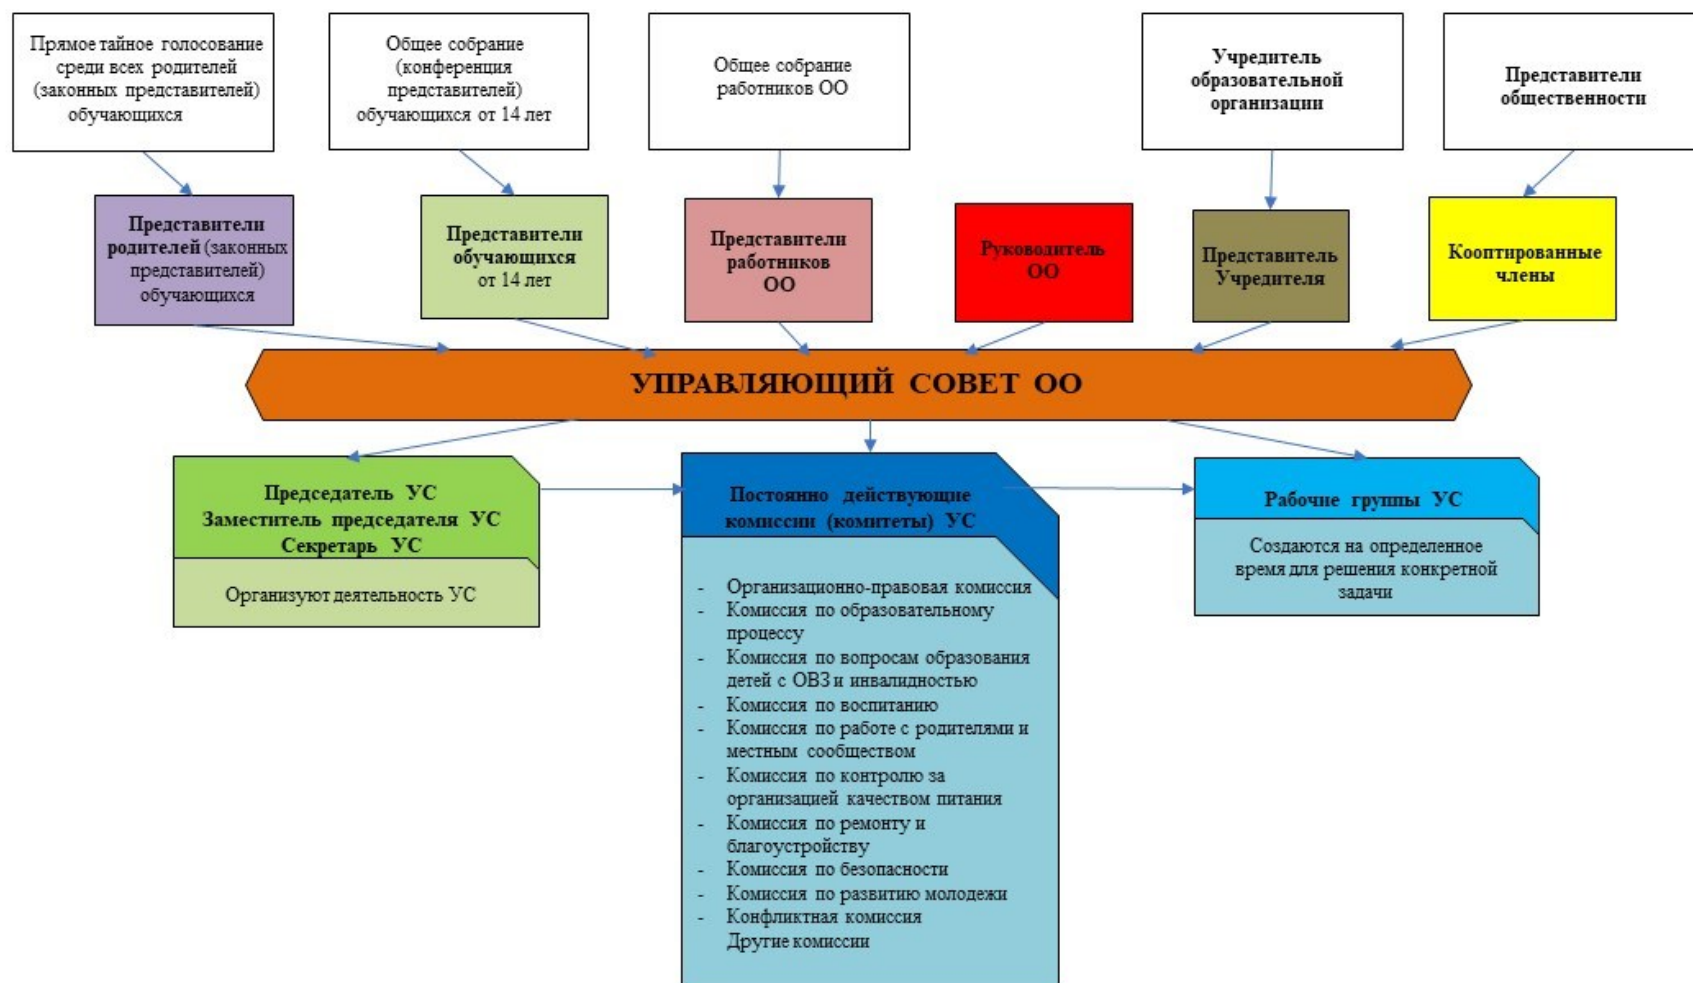 Прямое тайное голосование
среди всех родителей
(законных представителей)
обучающихся
Общее собрание
(конференция
представителей)
обучающихся от 14 лет
Общее собрание
работников ОО
Учредитель
образовательной
организации
Представители
общественности
Представители
родителей (законных
представителей)
обучающихся
Представители
обучающихся
от 14 лет
Представители
работников
ОО
Руководитель
ОО
Представитель
Учредителя
Кооптированные
члены
УПРАВЛЯЮЩИЙ СОВЕТ ОО
Председатель УС
Заместитель председателя УС
Секретарь УС
Организуют деятельность УС
Постоянно действующие
комиссии (комитеты) УС
- Организационно-правовая комиссия
- Комиссия по образовательному
процессу
- Комиссия по вопросам образования
детей с ОВЗ и инвалидностью
- Комиссия по воспитанию
- Комиссия по работе с родителями и
местным сообществом
- Комиссия по контролю за
организацией качеством питания
- Комиссия по ремонту и
благоустройству
- Комиссия по безопасности
- Комиссия по развитию молодежи
- Конфликтная комиссия
Другие комиссии
Рабочие группы УС
Создаются на определенное
время для решения конкретной
задачи